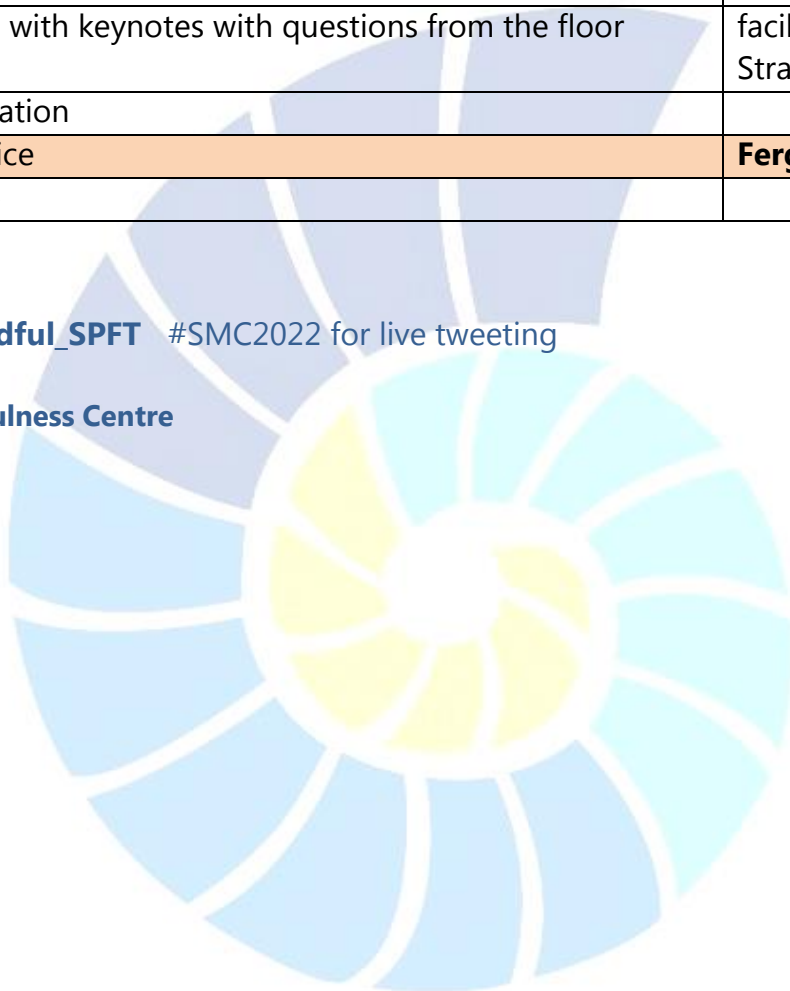 with keynotes with questions from the floor
facil
Stra
ation
ice
Ferg
dful_SPFT #SMC2022 for live tweeting
ulness Centre